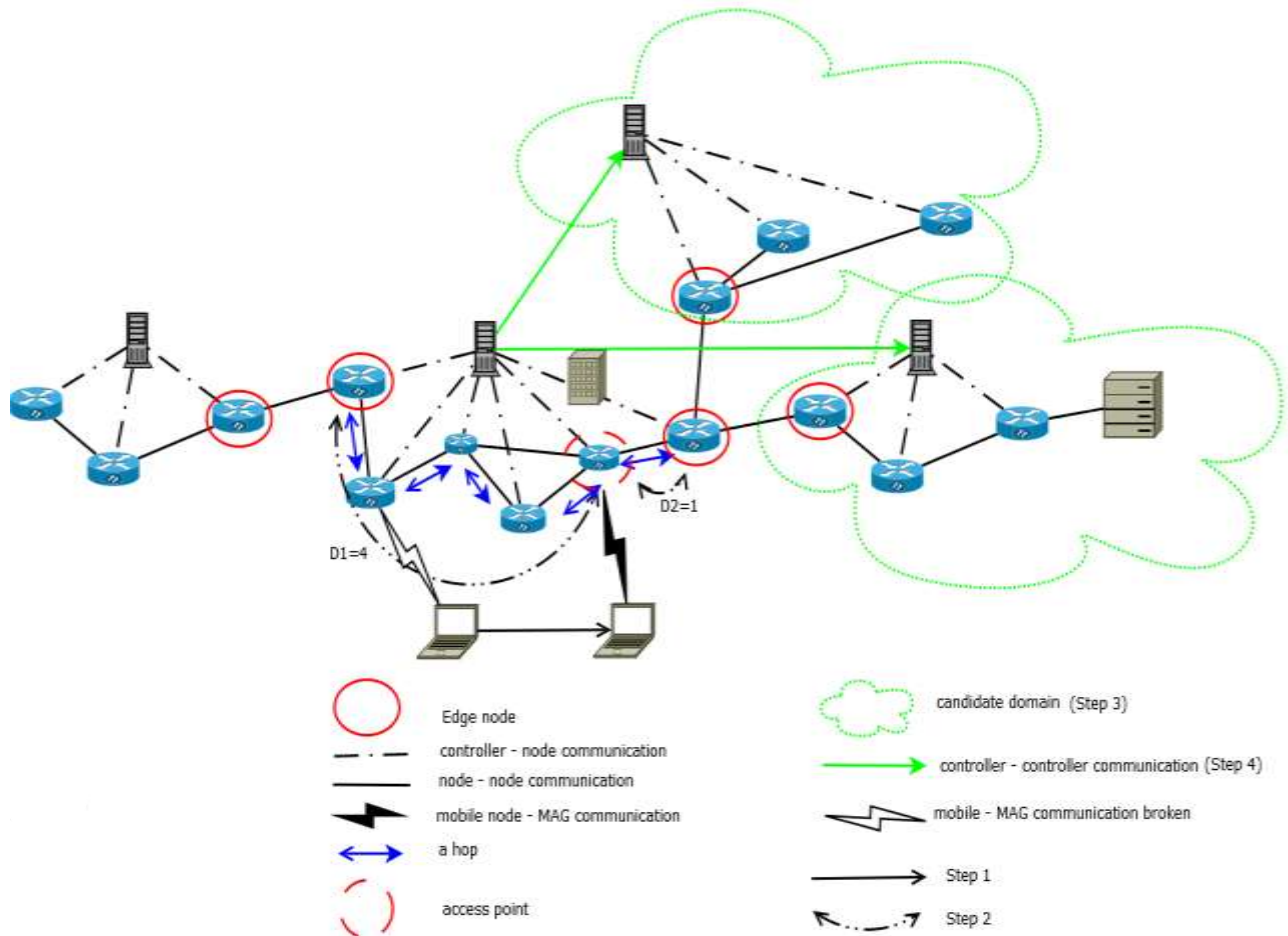 D2=1
D1=4
Edge node
controller - node communication
node - node communication
mobile node - MAG communication
a hop
access point
candidate domain (Step 3)
controller - controller communication (Step 4)
mobile - MAG communication broken
Step 1
Step 2